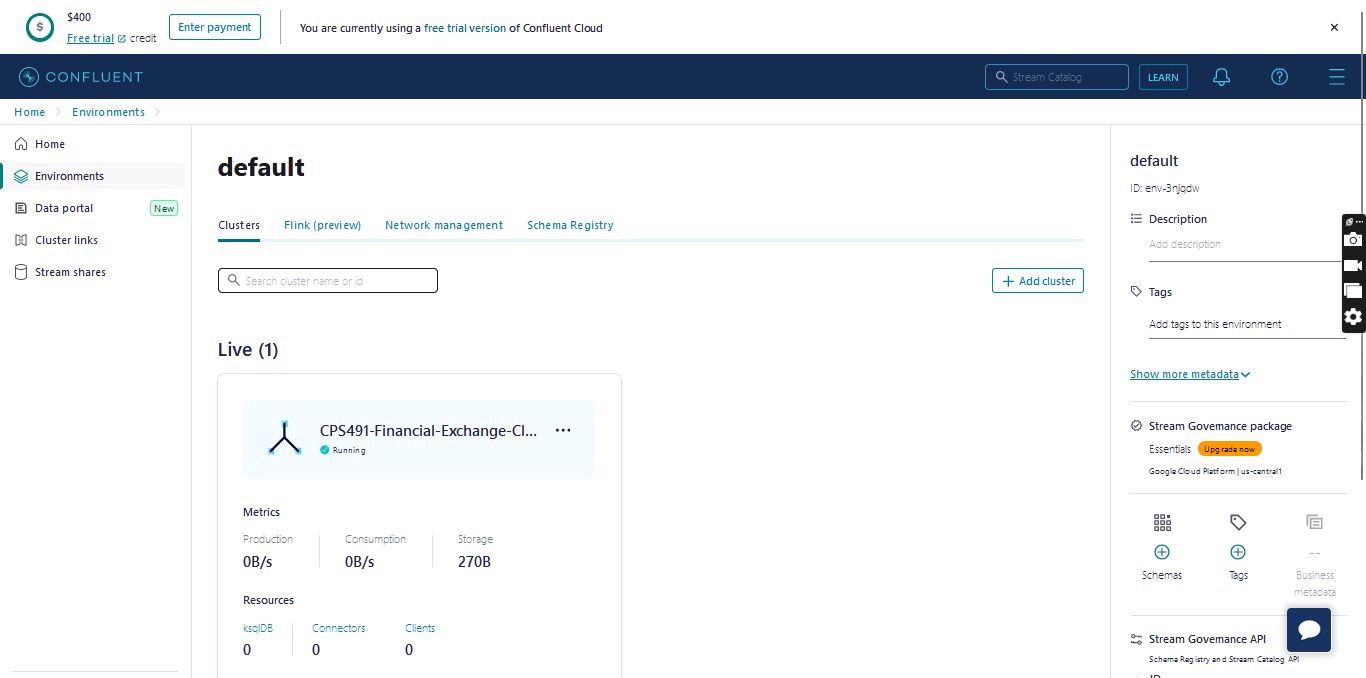 $400
Free trial credit
Enter payment
You are currently using a free trial version of Confluent Cloud
CONFLUENT
Stream Catalog
LEARN
Home
Environments
Home
Environments
Data portal
New
Cluster links
Stream shares
default
Clusters
Flink (preview)
Network management
Schema Registry
Search cluster name or id
Add cluster
Live (1)
CPS491-Financial-Exchange-Cl...
Running
Metrics
Production
Consumption
Storage
0B/s
0B/s
270B
Resources
ksqlDB
Connectors
Clients
0
0
0
default
ID: env-3njqdw
Description
Add description
Tags
Add tags to this environment
Show more metadata
Stream Governance package
Essentials
Upgrade now
Google Cloud Platform | us-central1
--
Schemas
Tags
Business
metadata
Stream Governance API
Schema Registry and Stream Catalog API
ID